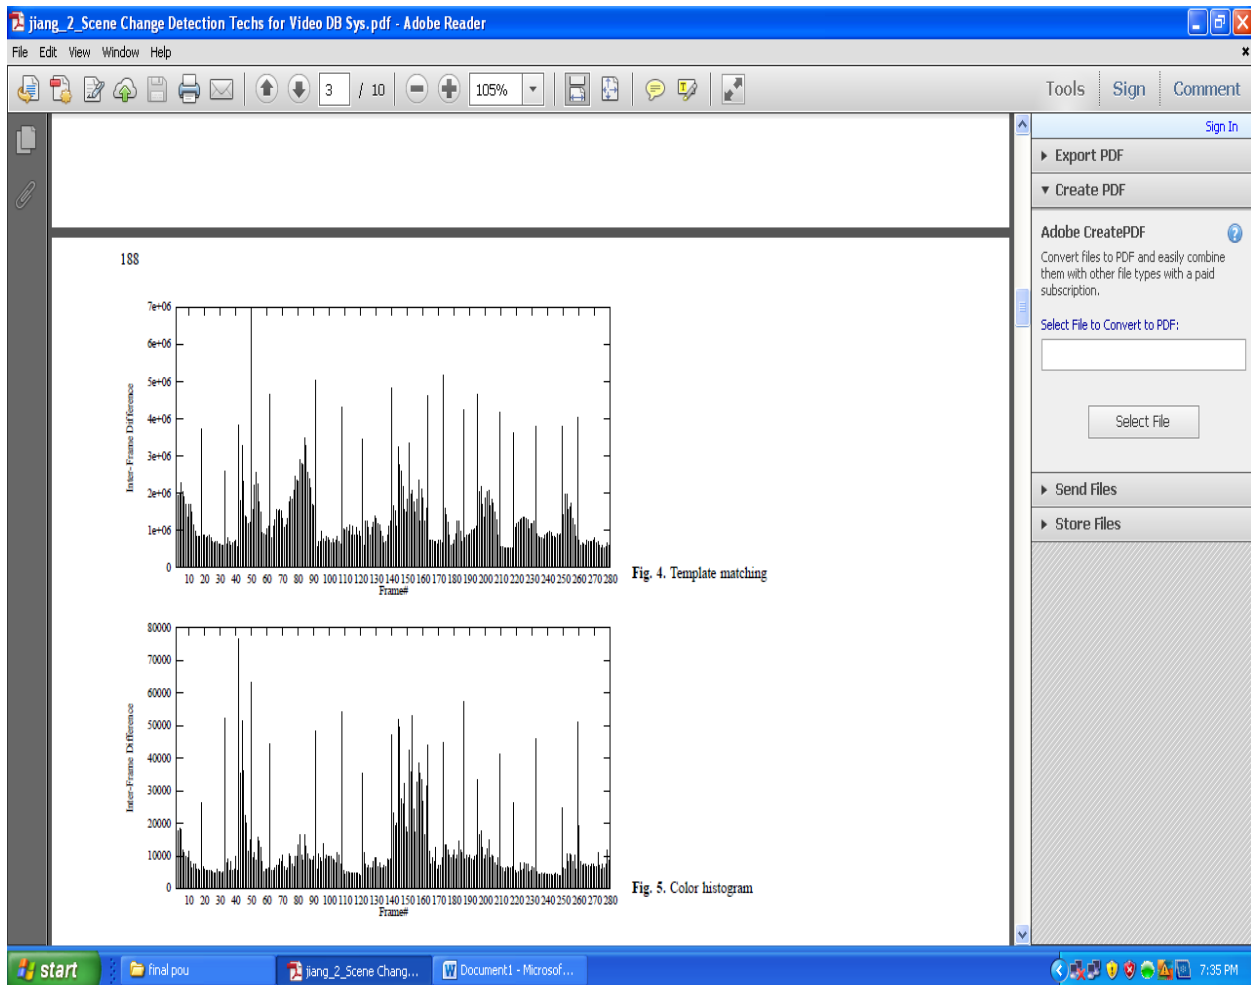 jiang_2_Scene Change Detection Techs for Video DB Sys.pdf - Adobe Reader
File Edit View Window Help
3 / 10 105% Tools Sign Comment
Sign In
Export PDF
Create PDF
Adobe CreatePDF
Convert files to PDF and easily combine
them with other file types with a paid
subscription.
Select File to Convert to PDF:
Select File
Send Files
Store Files
188
7e+06
6e+06
5e+06
4e+06
3e+06
2e+06
1e+06
0
Inter-Frame Difference
10 20 30 40 50 60 70 80 90 100 110 120 130 140 150 160 170 180 190 200 210 220 230 240 250 260 270 280
Frame#
Fig. 4. Template matching
80000
70000
60000
50000
40000
30000
20000
10000
0
Inter-Frame Difference
10 20 30 40 50 60 70 80 90 100 110 120 130 140 150 160 170 180 190 200 210 220 230 240 250 260 270 280
Frame#
Fig. 5. Color histogram
start final pou jiang_2_Scene Chang... Document1 - Microsof... 7:35 PM